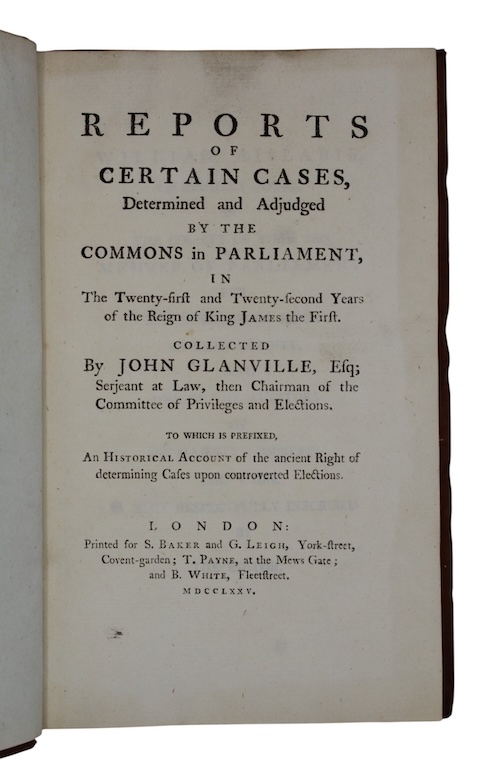 REPORTS
OF
CERTAIN CASES,
Determined and Adjudged
BY THE
COMMONS in PARLIAMENT,
IN
The Twenty-firſt and Twenty-ſecond Years
of the Reign of King JAMES the Firſt.
COLLECTED
By JOHN GLANVILLE, Eſq;
Serjeant at Law, then Chairman of the
Committee of Privileges and Elections.
TO WHICH IS PREFIXED,
An HISTORICAL ACCOUNT of the ancient Right of
determining Caſes upon controverted Elections.
LONDON:
Printed for S. BAKER and G. LEIGH, York-ſtreet,
Covent-garden; T. PAYNE, at the Mews Gate;
and B. WHITE, Fleetſtreet.
MDCCLXXV.